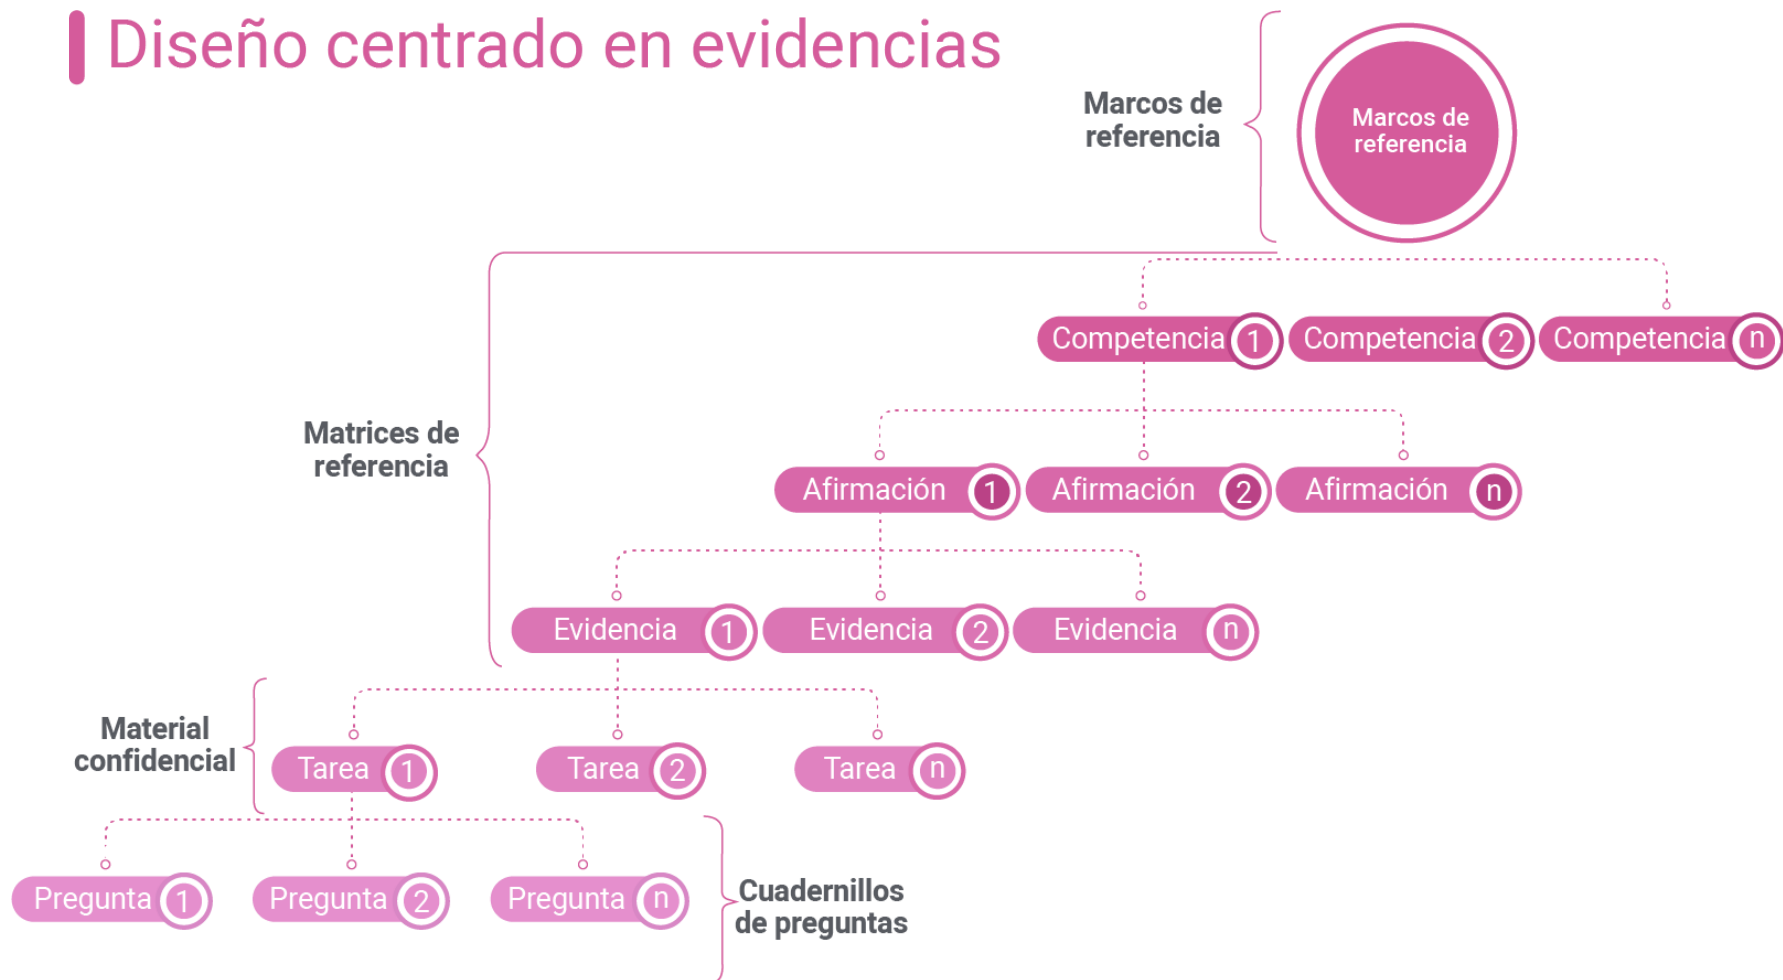 Diseño centrado en evidencias
Marcos de
referencia
Marcos de
referencia
Competencia 1
Competencia 2
Competencia n
Matrices de
referencia
Afirmación 1
Afirmación 2
Afirmación n
Evidencia 1
Evidencia 2
Evidencia n
Material
confidencial
Tarea 1
Tarea 2
Tarea n
Pregunta 1
Pregunta 2
Pregunta n
Cuadernillos
de preguntas